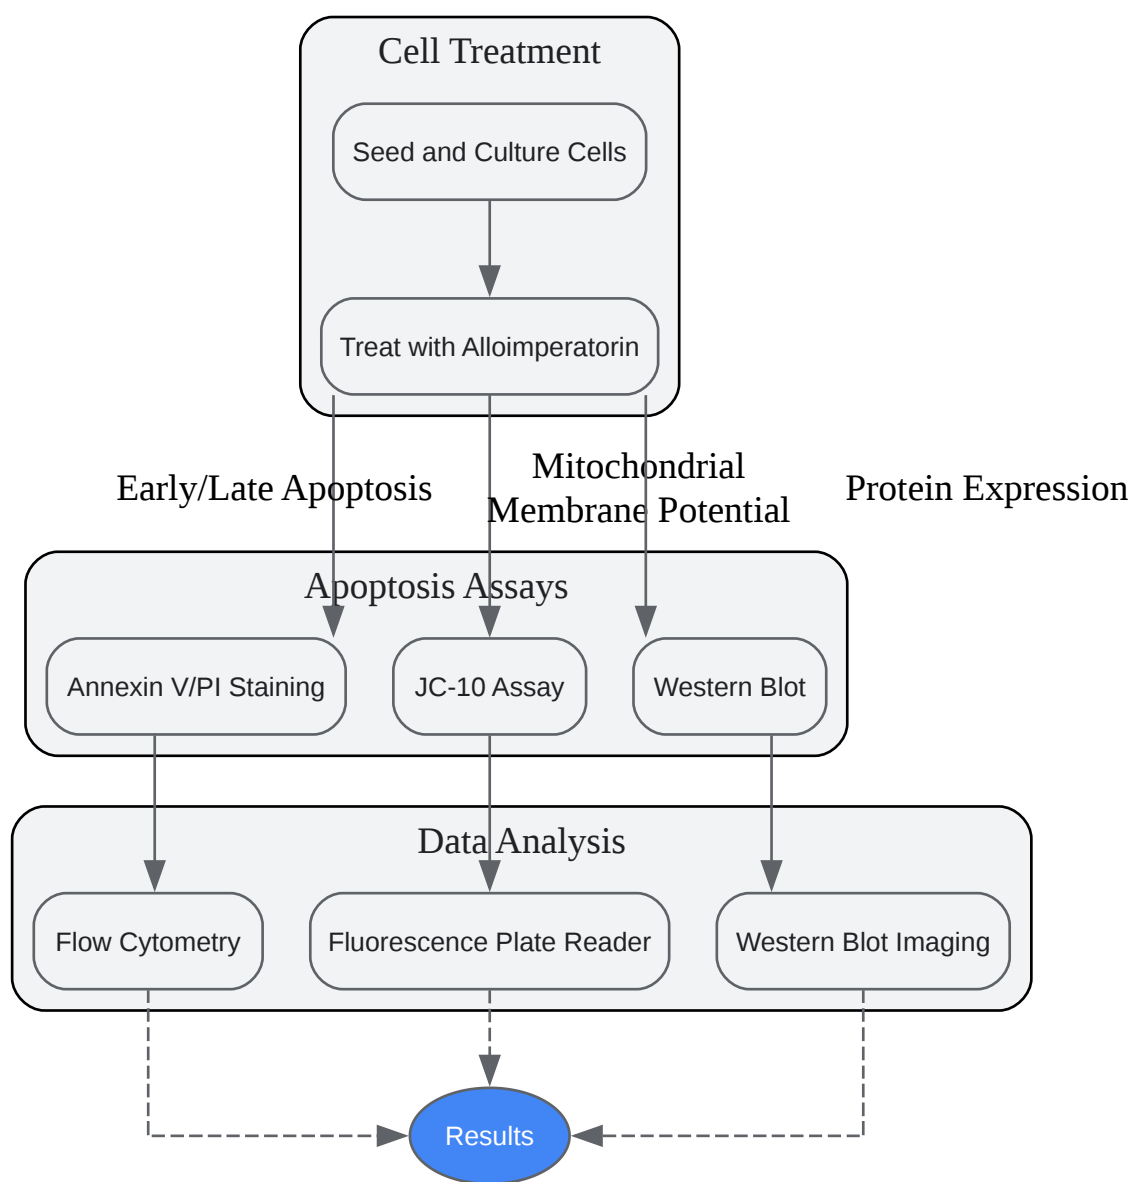 Cell Treatment
Seed and Culture Cells
Treat with Alloimperatorin
Early/Late Apoptosis
Mitochondrial
Membrane Potential
Protein Expression
Apoptosis Assays
Annexin V/PI Staining
JC-10 Assay
Western Blot
Data Analysis
Flow Cytometry
Fluorescence Plate Reader
Western Blot Imaging
Results